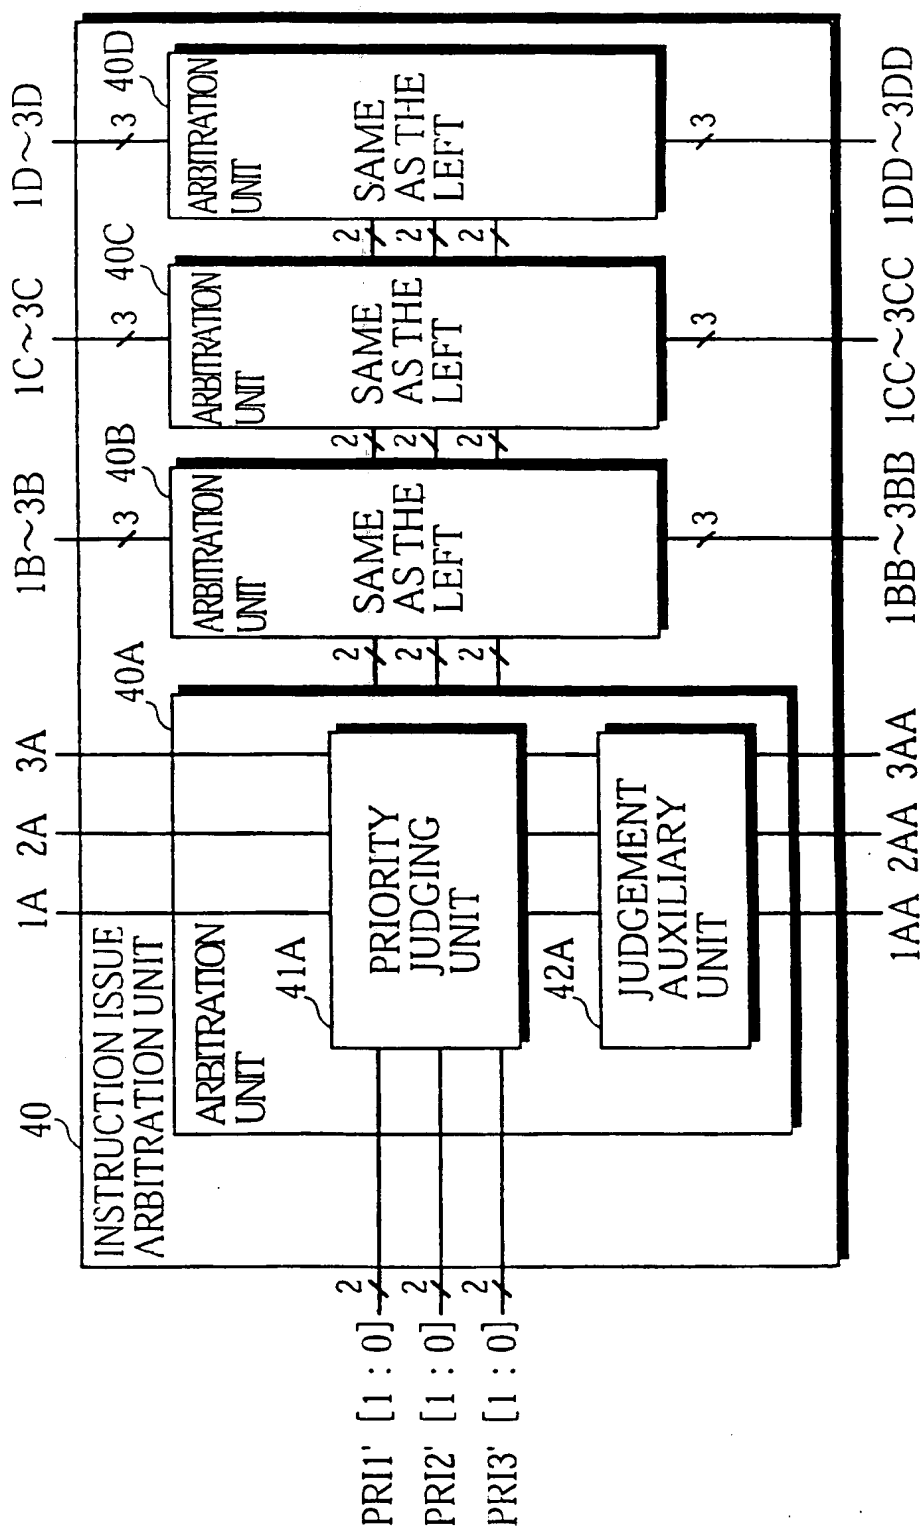 1A
2A
3A
1B~3B
1C~3C
1D~3D
40
INSTRUCTION ISSUE
ARBITRATION UNIT
40A
ARBITRATION
UNIT
41A
PRIORITY
JUDGING
UNIT
42A
JUDGEMENT
AUXILIARY
UNIT
PRI1' [1 : 0]
2
PRI2' [1 : 0]
2
PRI3' [1 : 0]
2
2
2
2
3
40B
ARBITRATION
UNIT
SAME
AS THE
LEFT
3
2
2
2
3
40C
ARBITRATION
UNIT
SAME
AS THE
LEFT
3
2
2
2
3
40D
ARBITRATION
UNIT
SAME
AS THE
LEFT
3
1AA
2AA
3AA
1BB~3BB
1CC~3CC
1DD~3DD